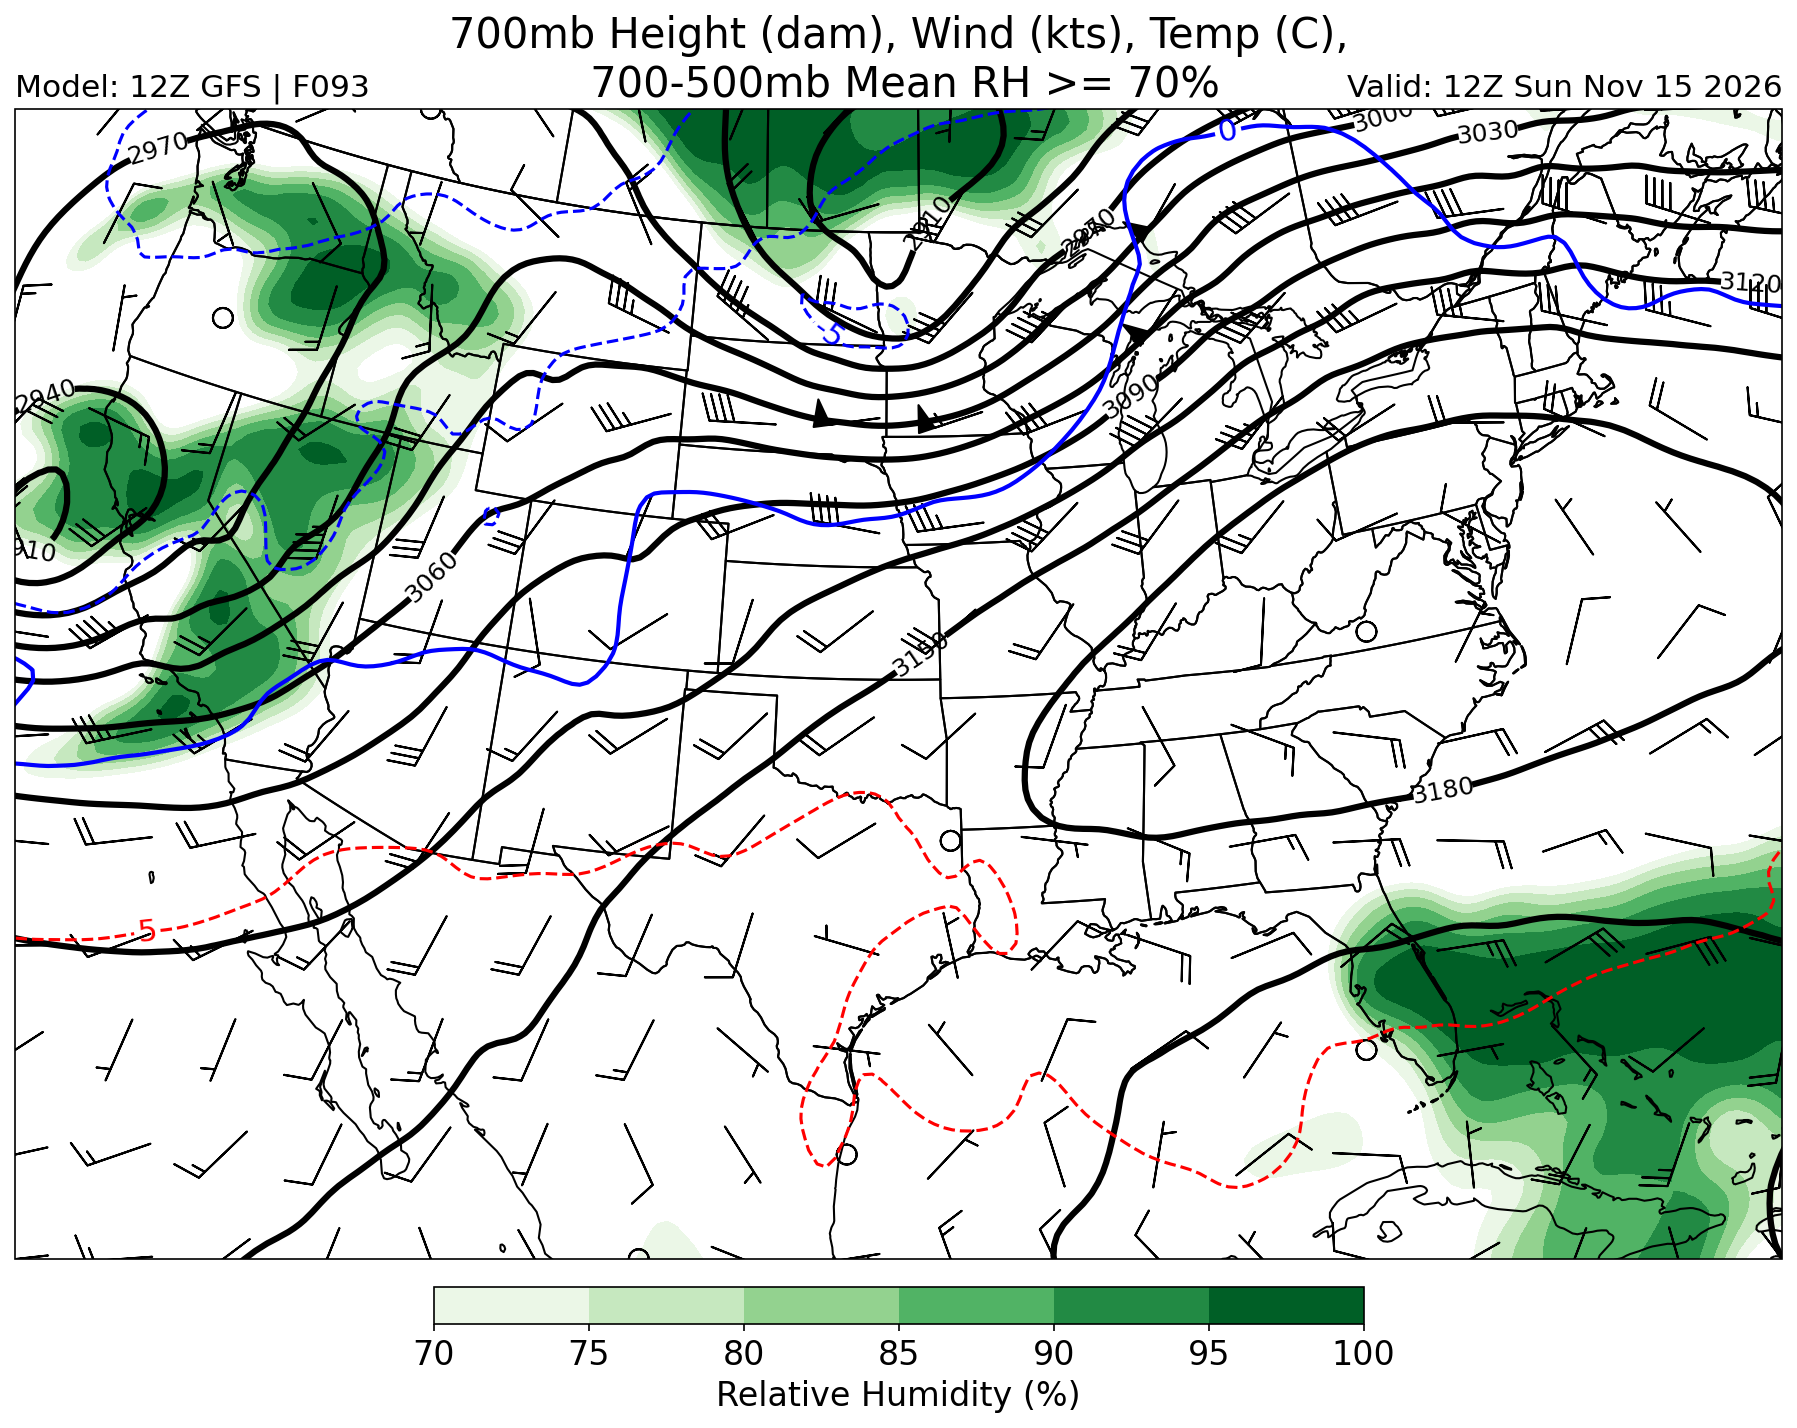 700mb Height (dam), Wind (kts), Temp (C),
Model: 12Z GFS | F093 700-500mb Mean RH >= 70% Valid: 12Z Sun Nov 15 2026
2970 0 3000 3030
2910
3120
-5
2940 3090
910
3060
3150
3180
5
70 75 80 85 90 95 100
Relative Humidity (%)